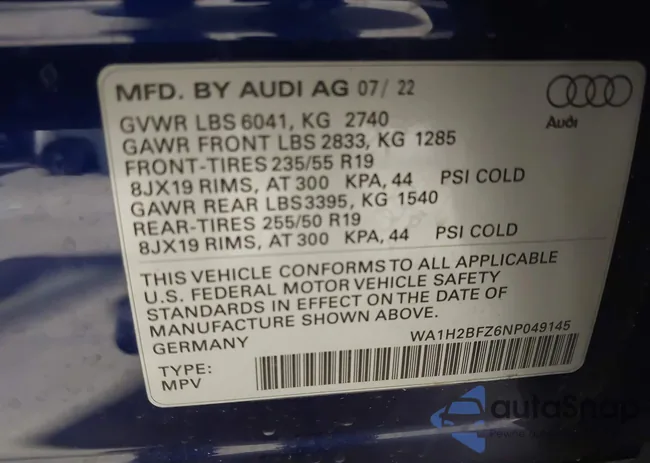 MFD. BY AUDI AG 07/ 22
Audi
GVWR LBS 6041, KG 2740
GAWR FRONT LBS 2833, KG 1285
FRONT-TIRES 235/55 R19
8JX19 RIMS, AT 300 KPA, 44 PSI COLD
GAWR REAR LBS3395, KG 1540
REAR-TIRES 255/50 R19
8JX19 RIMS, AT 300 KPA, 44 PSI COLD
THIS VEHICLE CONFORMS TO ALL APPLICABLE
U.S. FEDERAL MOTOR VEHICLE SAFETY
STANDARDS IN EFFECT ON THE DATE OF
MANUFACTURE SHOWN ABOVE.
GERMANY WA1H2BFZ6NP049145
TYPE:
MPV
autoSnap